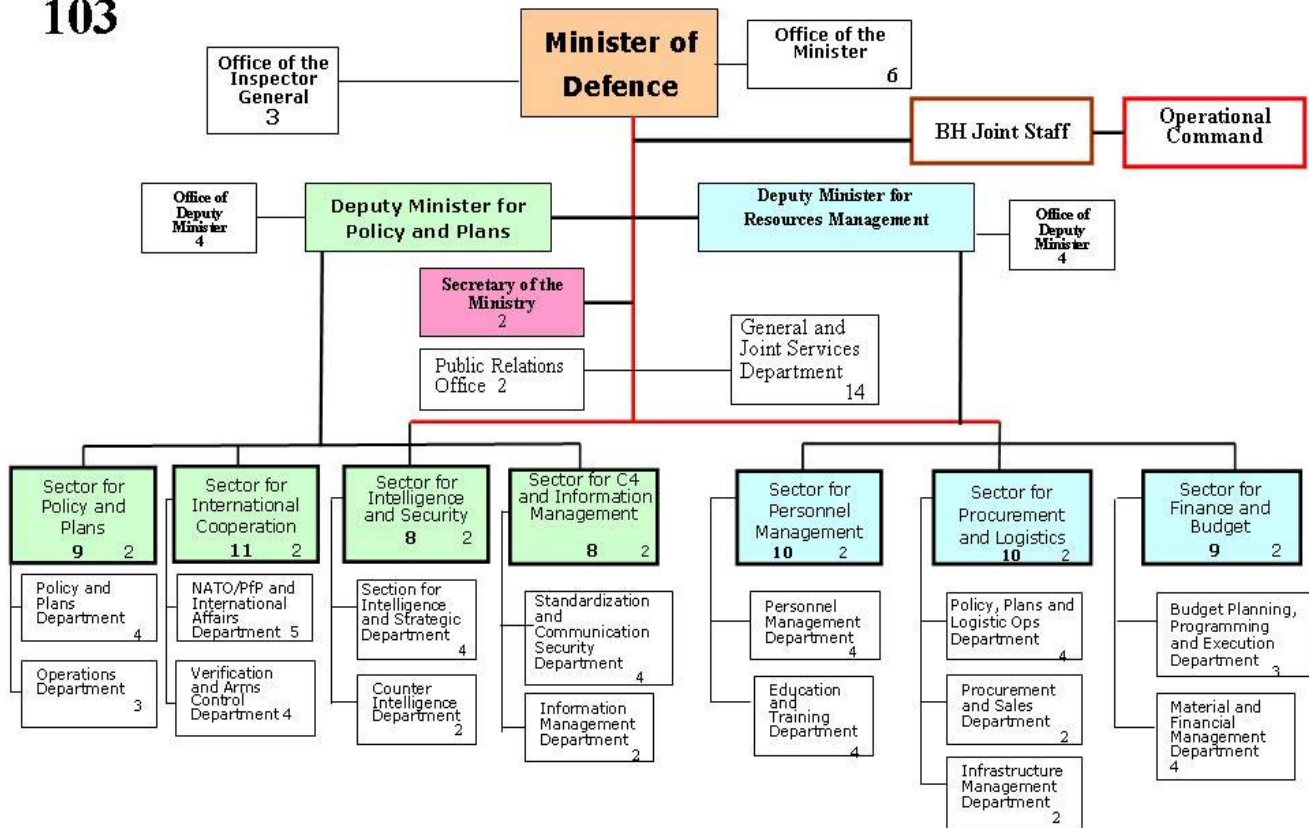 103
Minister of
Defence
Office of the
Inspector
General
3
Office of the
Minister
6
BH Joint Staff
Operational
Command
Office of
Deputy
Minister
4
Deputy Minister for
Policy and Plans
Deputy Minister for
Resources Management
Office of
Deputy
Minister
4
Secretary of the
Ministry
2
Public Relations
Office 2
General and
Joint Services
Department
14
Sector for
Policy and
Plans
9 2
Sector for
International
Cooperation
11 2
Sector for
Intelligence
and Security
8 2
Sector for C4
and Information
Management
8 2
Sector for
Personnel
Management
10 2
Sector for
Procurement
and Logistics
10 2
Sector for
Finance and
Budget
9 2
Policy and
Plans
Department
4
Operations
Department
3
NATO/PfP and
International
Affairs
Department 5
Verification
and Arms
Control
Department 4
Section for
Intelligence
and Strategic
Department
4
Counter
Intelligence
Department
2
Standardization
and
Communication
Security
Department
4
Information
Management
Department
2
Personnel
Management
Department
4
Education
and
Training
Department
4
Policy, Plans and
Logistic Ops
Department
4
Procurement
and Sales
Department
2
Infrastructure
Management
Department
2
Budget Planning,
Programming
and Execution
Department
3
Material and
Financial
Management
Department
4